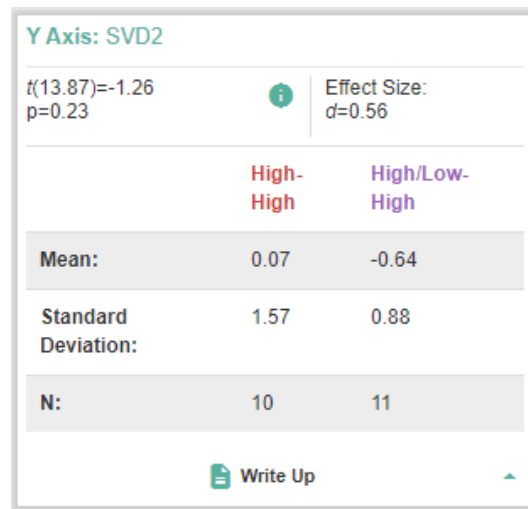 Y Axis: SVD2
t(13.87)=-1.26
p=0.23
Effect Size:
d=0.56
High-
High
High/Low-
High
Mean: 0.07 -0.64
Standard
Deviation: 1.57 0.88
N: 10 11
Write Up